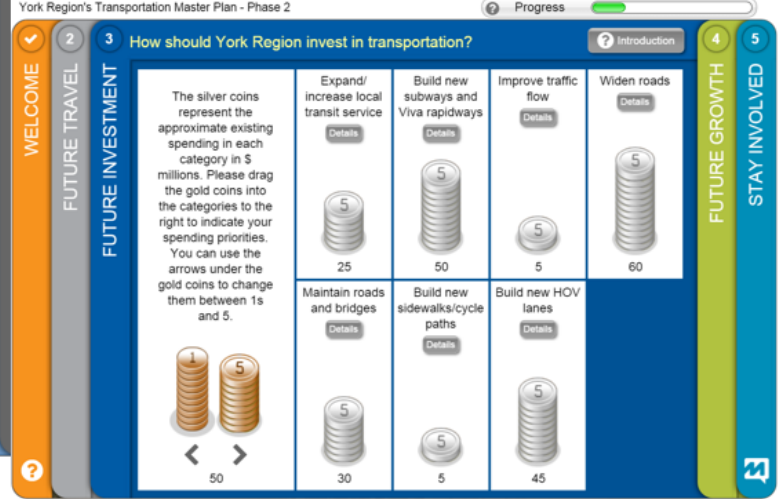 York Region's Transportation Master Plan - Phase 2
? Progress
WELCOME
?
2
FUTURE TRAVEL
3
FUTURE INVESTMENT
How should York Region invest in transportation?
? Introduction
The silver coins
represent the
approximate existing
spending in each
category in $
millions. Please drag
the gold coins into
the categories to the
right to indicate your
spending priorities.
You can use the
arrows under the
gold coins to change
them between 1s
and 5.
1
5
50
Expand/
increase local
transit service
Details
5
25
Build new
subways and
Viva rapidways
Details
5
50
Improve traffic
flow
Details
5
5
Widen roads
Details
5
60
Maintain roads
and bridges
Details
5
30
Build new
sidewalks/cycle
paths
Details
5
5
Build new HOV
lanes
Details
5
45
4
FUTURE GROWTH
5
STAY INVOLVED